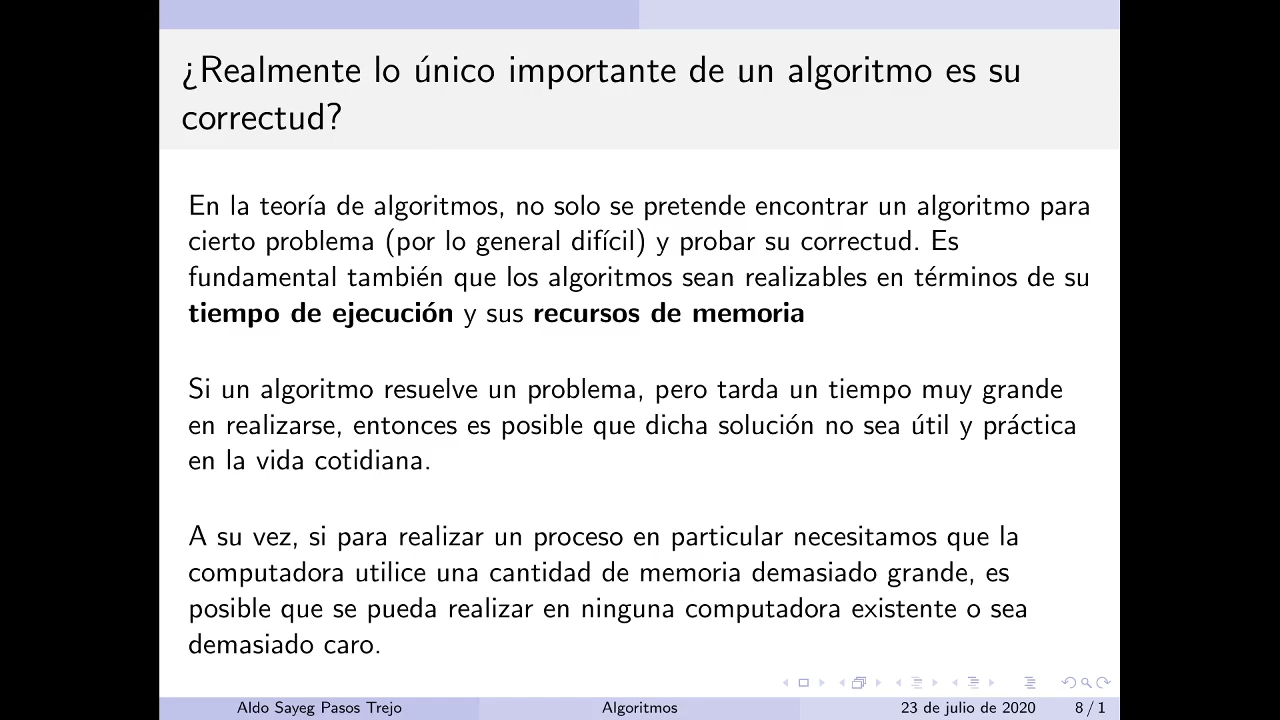 ¿Realmente lo único importante de un algoritmo es su
correctud?
En la teoría de algoritmos, no solo se pretende encontrar un algoritmo para
cierto problema (por lo general difícil) y probar su correctud. Es
fundamental también que los algoritmos sean realizables en términos de su
tiempo de ejecución y sus recursos de memoria
Si un algoritmo resuelve un problema, pero tarda un tiempo muy grande
en realizarse, entonces es posible que dicha solución no sea útil y práctica
en la vida cotidiana.
A su vez, si para realizar un proceso en particular necesitamos que la
computadora utilice una cantidad de memoria demasiado grande, es
posible que se pueda realizar en ninguna computadora existente o sea
demasiado caro.
Aldo Sayeg Pasos Trejo Algoritmos 23 de julio de 2020 8 / 1